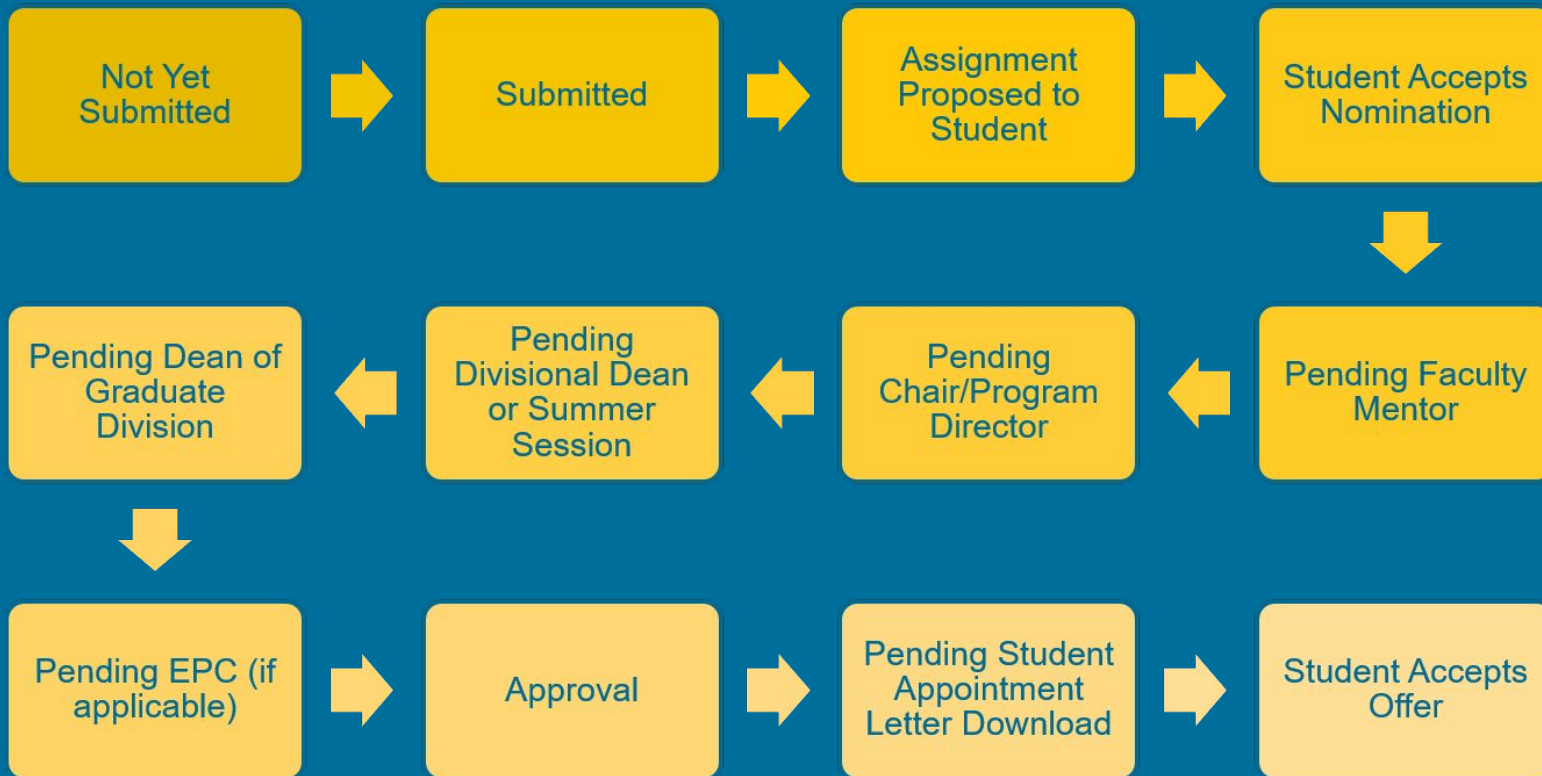 Not Yet
Submitted
Submitted
Assignment
Proposed to
Student
Student Accepts
Nomination
Pending Faculty
Mentor
Pending
Chair/Program
Director
Pending
Divisional Dean
or Summer
Session
Pending Dean of
Graduate
Division
Pending EPC (if
applicable)
Approval
Pending Student
Appointment
Letter Download
Student Accepts
Offer